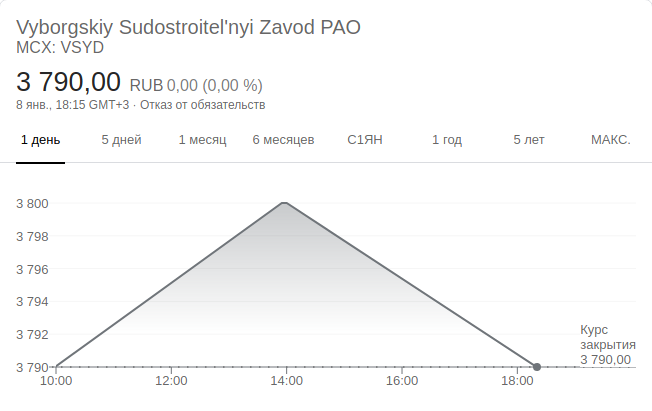 Vyborgskiy Sudostroitel'nyi Zavod PAO
MCX: VSYD
3 790,00 RUB 0,00 (0,00 %)
8 янв., 18:15 GMT+3 · Отказ от обязательств
1 день 5 дней 1 месяц 6 месяцев С1ЯН 1 год 5 лет МАКС.
3 800
3 798
3 796
3 794
3 792
3 790
Курс
закрытия
3 790,00
10:00 12:00 14:00 16:00 18:00